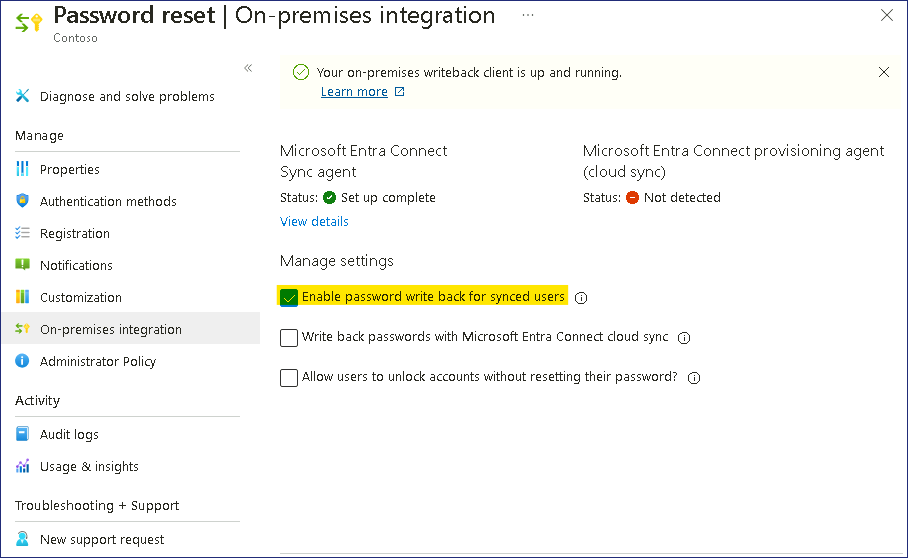 Password reset | On-premises integration ...
Contoso
«
Diagnose and solve problems
Manage
Properties
Authentication methods
Registration
Notifications
Customization
On-premises integration
Administrator Policy
Activity
Audit logs
Usage & insights
Troubleshooting + Support
New support request
Your on-premises writeback client is up and running.
Learn more
Microsoft Entra Connect
Sync agent
Status: Set up complete
View details
Microsoft Entra Connect provisioning agent
(cloud sync)
Status: Not detected
Manage settings
Enable password write back for synced users
Write back passwords with Microsoft Entra Connect cloud sync
Allow users to unlock accounts without resetting their password?